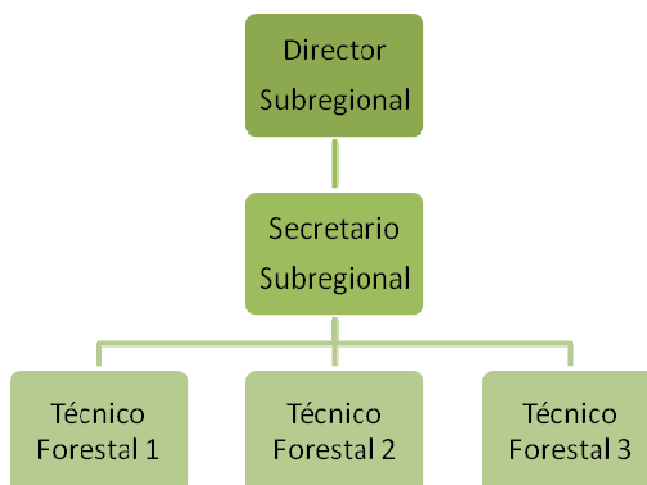 Director
Subregional
Secretario
Subregional
Técnico
Forestal 1
Técnico
Forestal 2
Técnico
Forestal 3